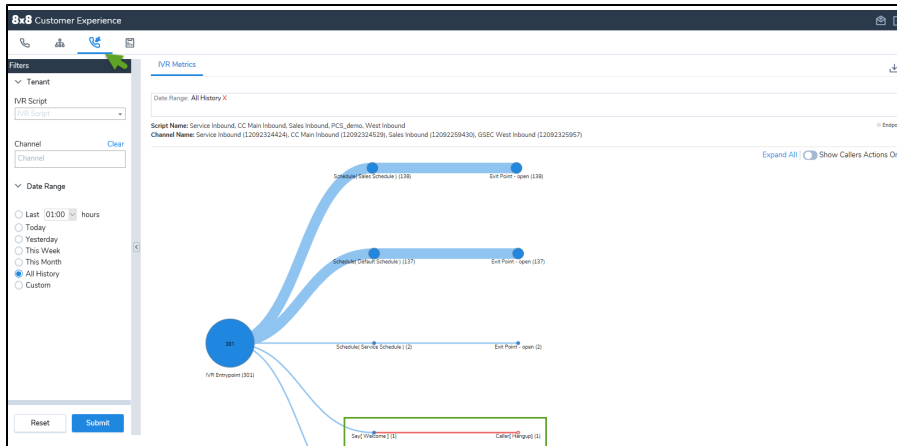 8x8 Customer Experience
Filters
IVR Metrics
Tenant
IVR Script
IVR Script
Channel Clear
Channel
Date Range
Last 01:00 hours
Today
Yesterday
This Week
This Month
All History
Custom
Reset Submit
Date Range: All History X
Script Name: Service Inbound, CC Main Inbound, Sales Inbound, PCS_demo, West Inbound
Channel Name: Service Inbound (12092324424), CC Main Inbound (12092324529), Sales Inbound (12092259430), GSEC West Inbound (12092325957)
Endpo
Expand All Show Callers Actions On
Schedule( Sales Schedule ) (138) Exit Point - open (138)
Schedule( Default Schedule ) (137) Exit Point - open (137)
301
Schedule( Service Schedule ) (2) Exit Point - open (2)
IVR Entrypoint (301)
Say[ Welcome ] (1) Caller[ Hangup] (1)